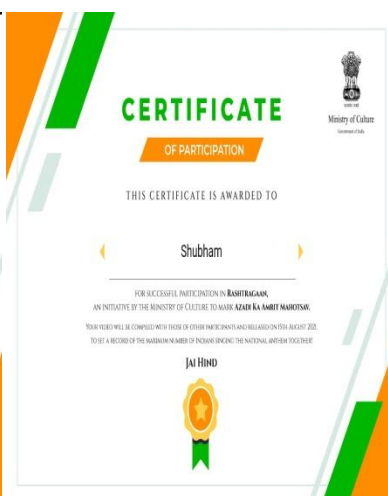 CERTIFICATE
OF PARTICIPATION
Ministry of Culture
Government of India
THIS CERTIFICATE IS AWARDED TO
Shubham
FOR SUCCESSFUL PARTICIPATION IN RASHTRAGAAN,
AN INITIATIVE BY THE MINISTRY OF CULTURE TO MARK AZADI KA AMRIT MAHOTSAV.
YOUR VIDEO WILL BE COMPILED WITH THOSE OF OTHER PARTICIPANTS AND RELEASED ON 15TH AUGUST 2021,
TO SET A RECORD OF THE MAXIMUM NUMBER OF INDIANS SINGING THE NATIONAL ANTHEM TOGETHER!
JAI HIND